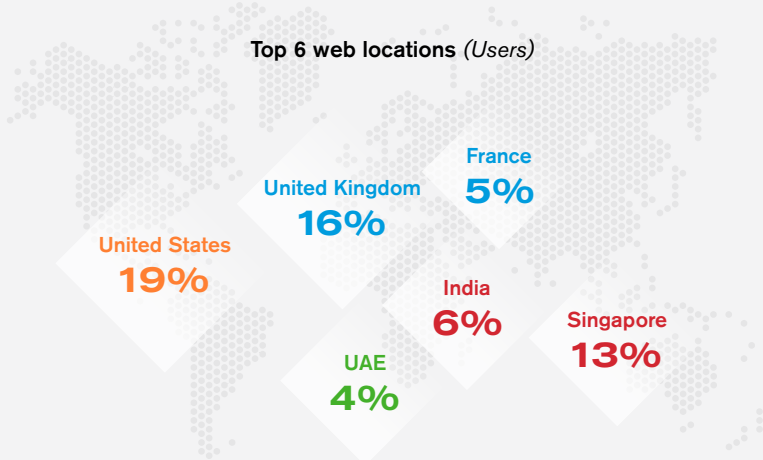 Top 6 web locations (Users)
France
5%
United Kingdom
16%
United States
19%
India
6%
Singapore
13%
UAE
4%